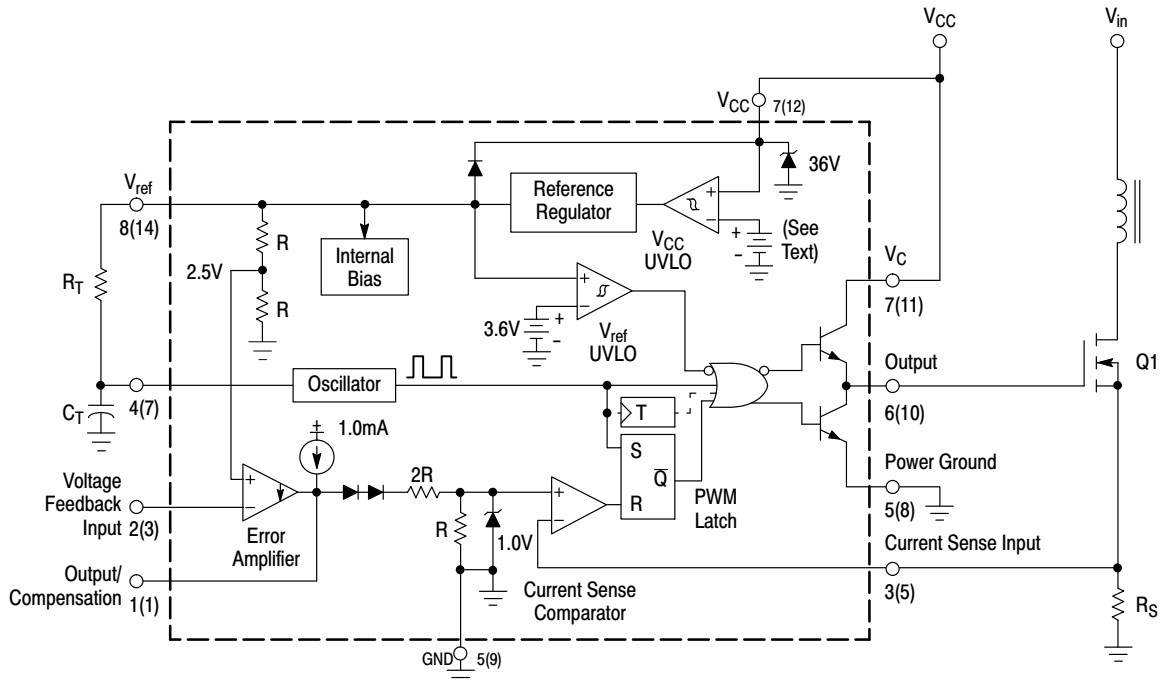 VCC
Vin
VCC 7(12)
Vref
8(14)
36V
Reference
Regulator
+
−
+
-
(See
Text)
VCC
UVLO
R
Internal
Bias
2.5V
R
RT
+
−
3.6V
+
-
Vref
UVLO
VC
7(11)
Q1
Output
6(10)
Oscillator
CT
4(7)
T
1.0mA
S
Q
R
PWM
Latch
2R
Voltage
Feedback
Input 2(3)
+
−
Error
Amplifier
R
1.0V
+
−
Current Sense
Comparator
Power Ground
5(8)
Current Sense Input
3(5)
RS
Output/
Compensation 1(1)
GND 5(9)